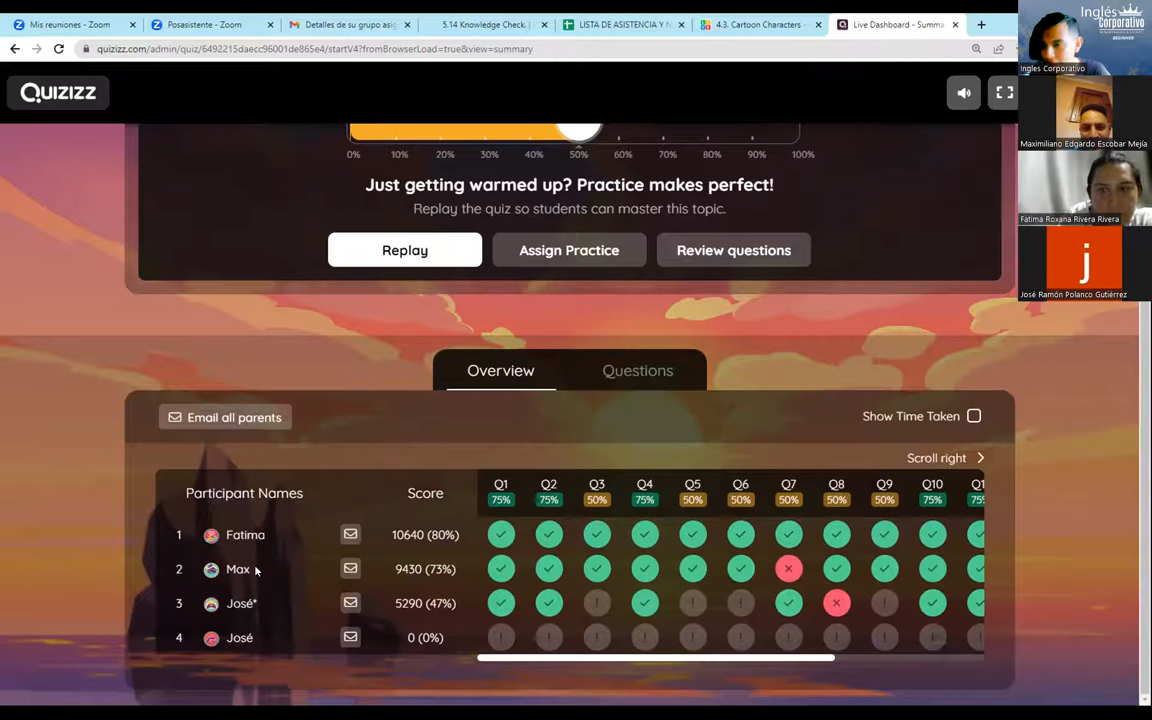 Mis reuniones - Zoom
Posasistente - Zoom
Detalles de su grupo asig
5.14 Knowledge Check. |
LISTA DE ASISTENCIA Y N
4.3. Cartoon Characters -
Live Dashboard - Summa
quizizz.com/admin/quiz/6492215daecc96001de865e4/startV4?fromBrowserLoad=true&view=summary
Inglés
Corporativo
BEGINNER
Ingles Corporativo
Maximiliano Edgardo Escobar Mejía
Fatima Roxana Rivera Rivera
j
José Ramón Polanco Gutiérrez
Quizizz
0% 10% 20% 30% 40% 50% 60% 70% 80% 90% 100%
Just getting warmed up? Practice makes perfect!
Replay the quiz so students can master this topic.
Replay Assign Practice Review questions
Overview Questions
Email all parents Show Time Taken
Scroll right
Participant Names Score Q1 Q2 Q3 Q4 Q5 Q6 Q7 Q8 Q9 Q10 Q1
75% 75% 50% 75% 50% 50% 50% 50% 50% 75% 75%
1 Fatima 10640 (80%)
2 Max 9430 (73%)
3 José* 5290 (47%)
4 José 0 (0%)